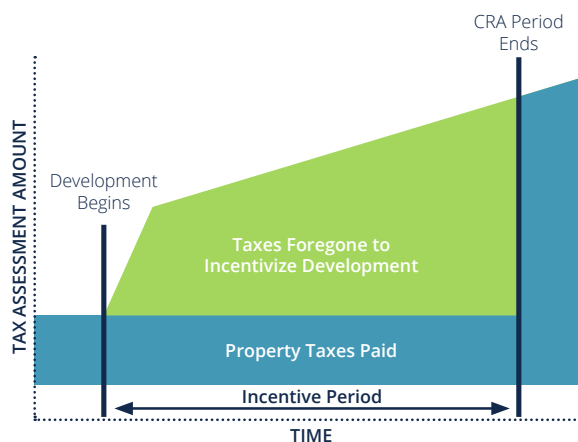 CRA Period
Ends
Development
Begins
TAX ASSESSMENT AMOUNT
Taxes Foregone to
Incentivize Development
Property Taxes Paid
Incentive Period
TIME